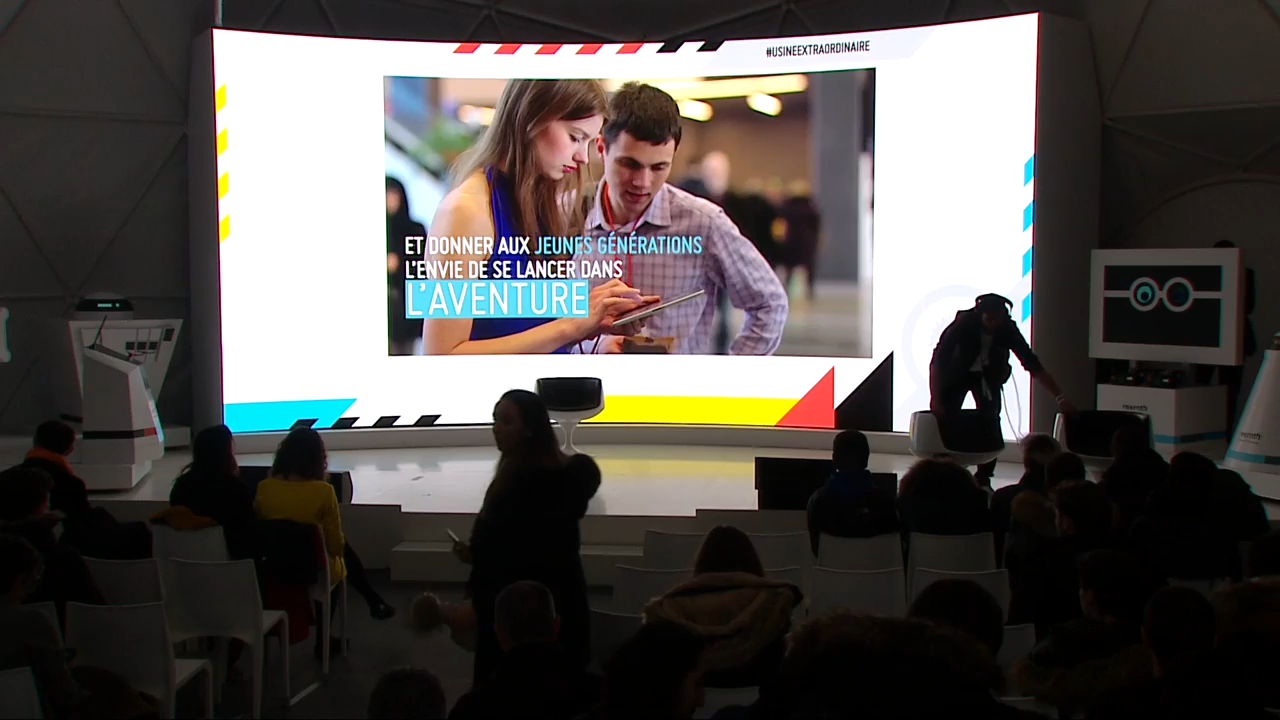 #USINEEXTRAORDINAIRE
ET DONNER AUX JEUNES GÉNÉRATIONS
L'ENVIE DE SE LANCER DANS
L'AVENTURE